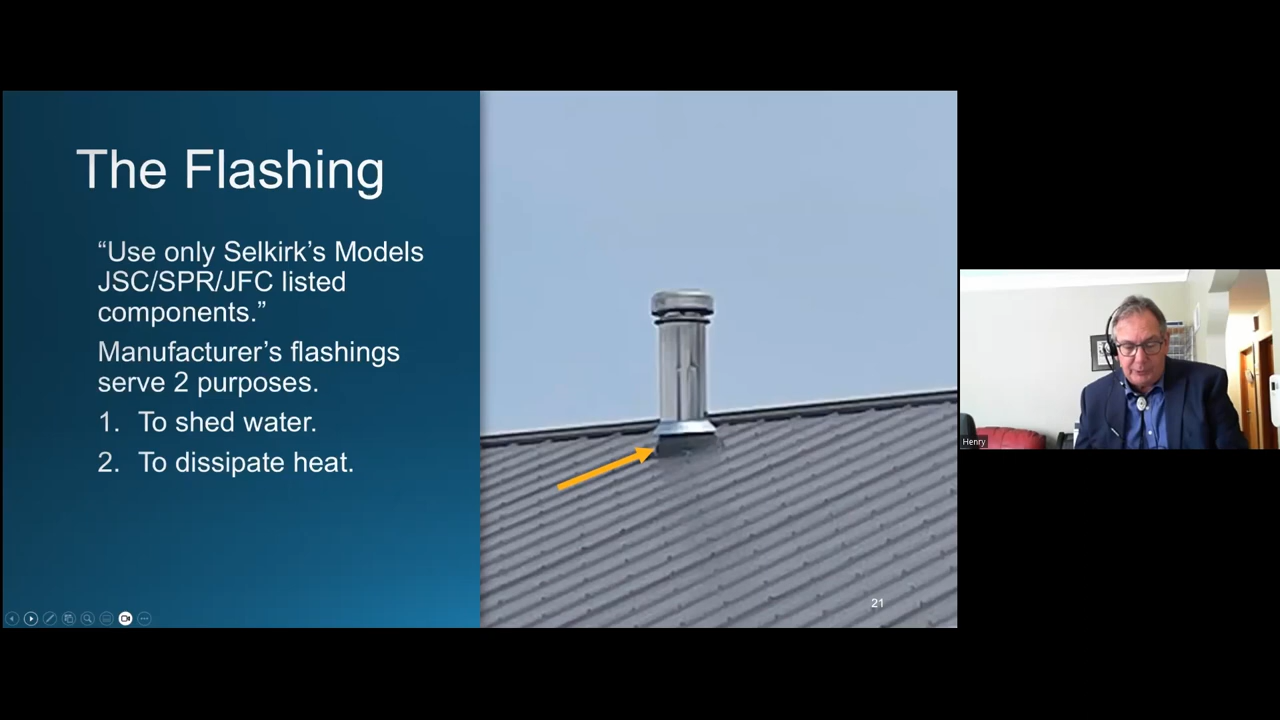 The Flashing
“Use only Selkirk’s Models
JSC/SPR/JFC listed
components.”
Manufacturer’s flashings
serve 2 purposes.
1. To shed water.
2. To dissipate heat.
21
Henry